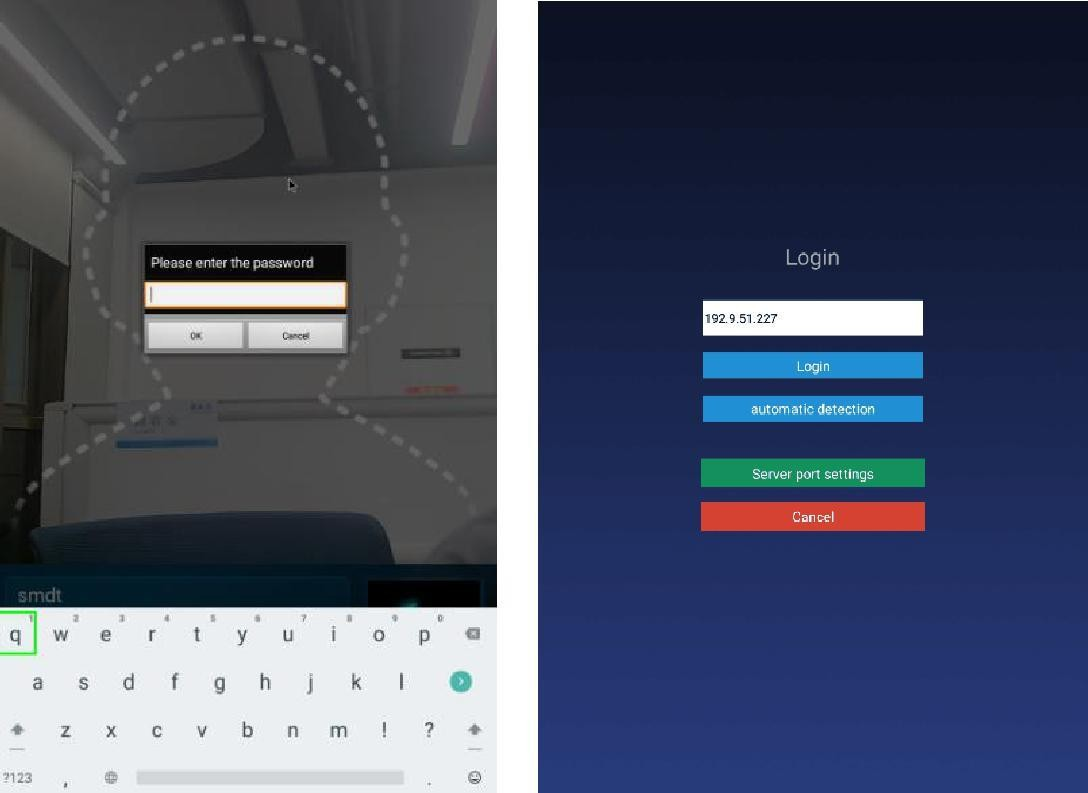 Please enter the password
OK Cancel
smdt
1 2 3 4 5 6 7 8 9 0
q w e r t y u i o p
a s d f g h j k l
z x c v b n m ! ?
?123 , .
Login
192.9.51.227
Login
automatic detection
Server port settings
Cancel